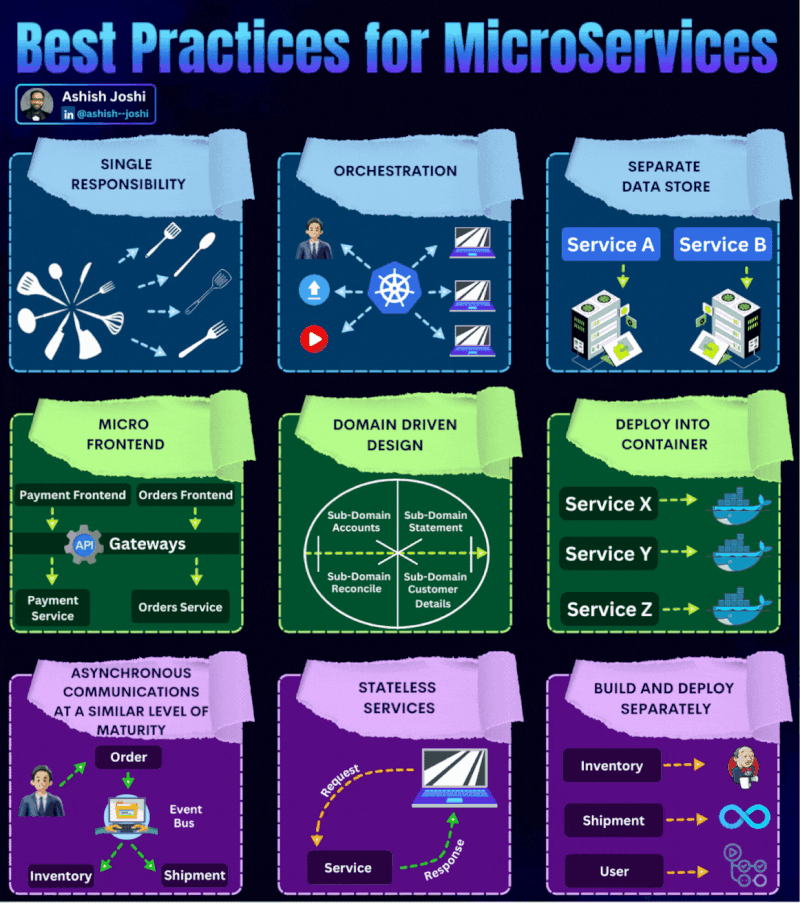 Best Practices for MicroServices
Ashish Joshi
in @ashish--joshi
SINGLE
RESPONSIBILITY
ORCHESTRATION
SEPARATE
DATA STORE
Service A
Service B
MICRO
FRONTEND
Payment Frontend
Orders Frontend
API
Gateways
Payment
Service
Orders Service
DOMAIN DRIVEN
DESIGN
Sub-Domain
Accounts
Sub-Domain
Statement
Sub-Domain
Reconcile
Sub-Domain
Customer
Details
DEPLOY INTO
CONTAINER
Service X
Service Y
Service Z
ASYNCHRONOUS
COMMUNICATIONS
AT A SIMILAR LEVEL OF
MATURITY
Order
Event
Bus
Inventory
Shipment
STATELESS
SERVICES
Request
Service
Response
BUILD AND DEPLOY
SEPARATELY
Inventory
Shipment
User